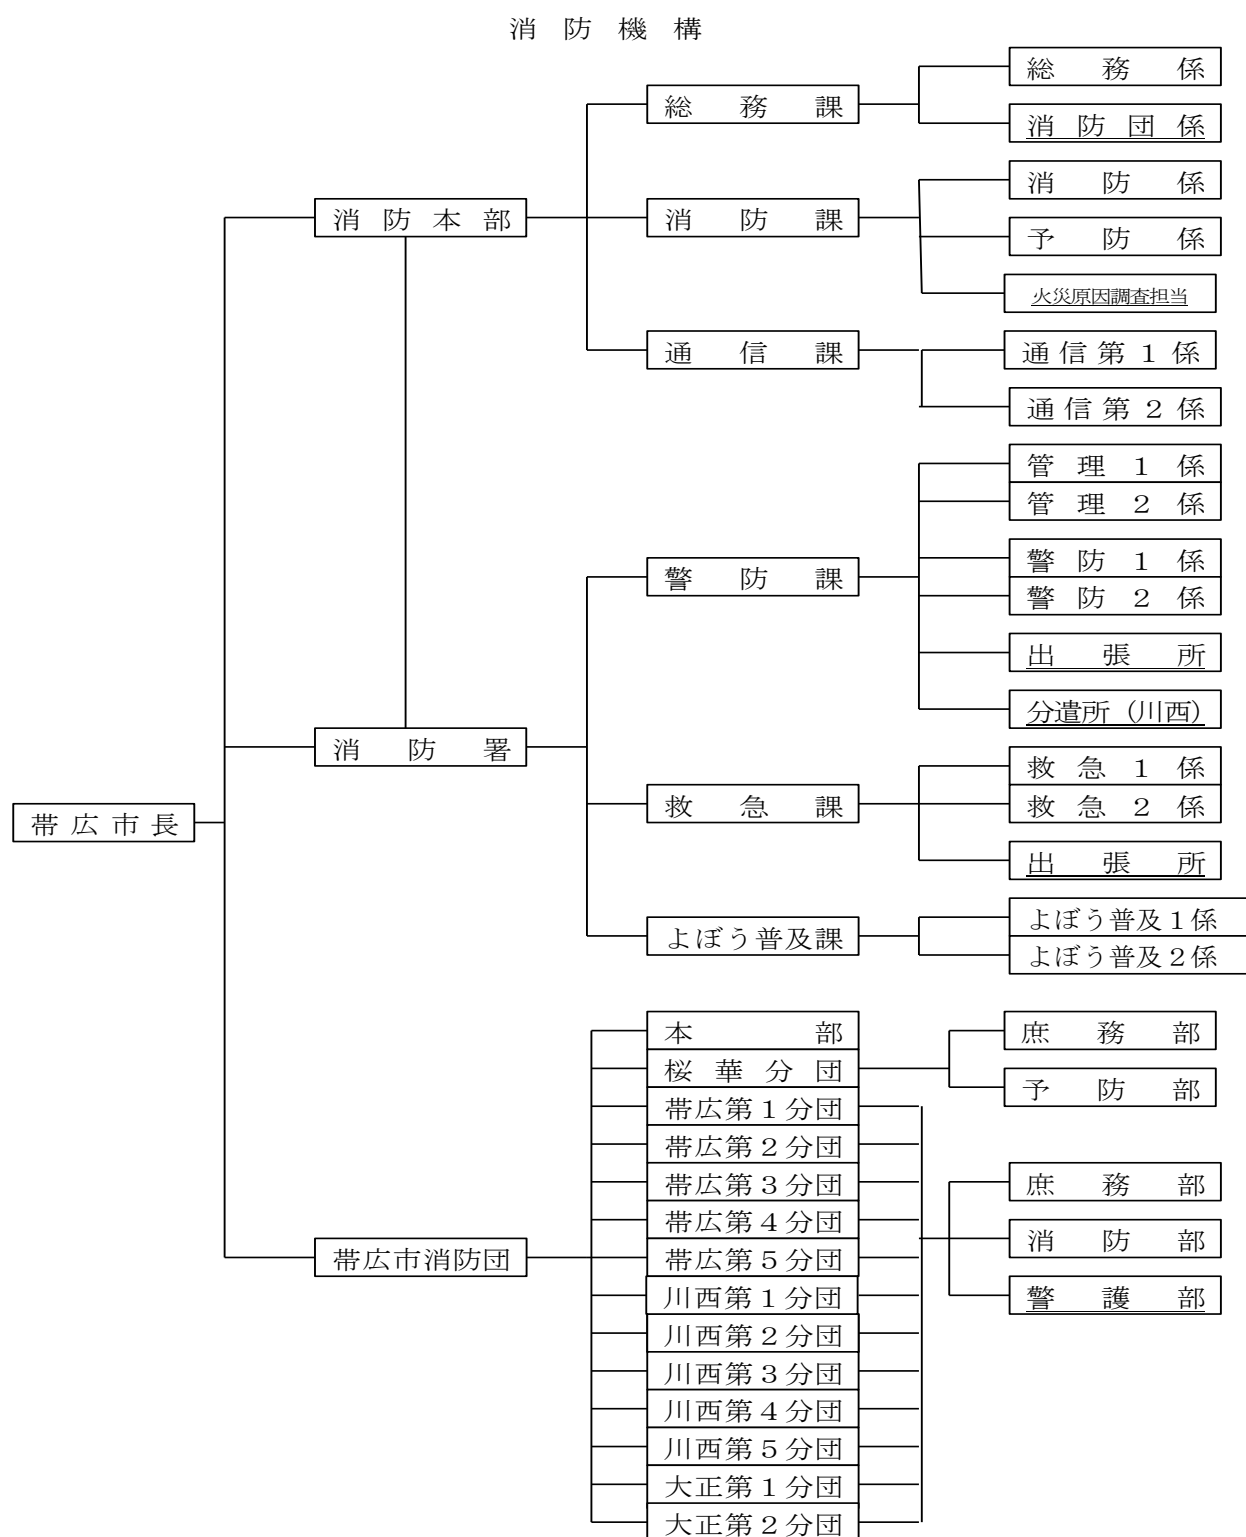 消防機構
総務係
総務課
消防団係
消防係
消防本部
消防課
予防係
火災原因調査担当
通信課
通信第1係
通信第2係
管理1係
管理2係
警防1係
警防課
警防2係
出張所
分遣所（川西）
消防署
救急1係
救急課
救急2係
帯広市長
出張所
よぼう普及1係
よぼう普及課
よぼう普及2係
本部
庶務部
桜華分団
予防部
帯広第1分団
帯広第2分団
帯広第3分団
庶務部
帯広第4分団
消防部
帯広市消防団
帯広第5分団
川西第1分団
警護部
川西第2分団
川西第3分団
川西第4分団
川西第5分団
大正第1分団
大正第2分団